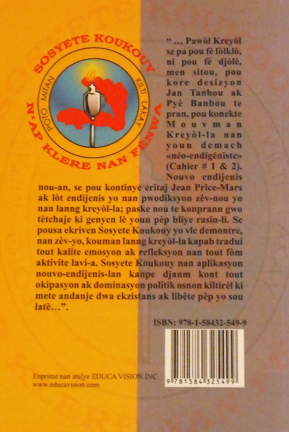 SOSYETE KOUKOUY
POTO MITAN
KETI LAKAY
N'AP KLERE NAN FÈNWA
“ … Pawòl Kreyòl
se pa pou fè fòlklò,
ni pou fè djòlè,
men sitou, pou
kore desizyon
Jan Tanbou ak
Pyè Banbou te
pran, pou konekte
Mouvman
Kreyòl-la nan
youn demach
«néo-endigéniste»
(Cahier # 1 & 2).
Nouvo endijenis
nou-an, se pou kontinye eritaj Jean Price-Mars
ak lòt endijenis yo nan pwodiksyon zèv-nou yo
nan lanng kreyòl-la; paske nou te konprann gwo
tètchaje ki genyen lè youn pèp bliye rasin-li. Se
pousa ekriven Sosyete Koukouy yo vle demontre,
nan zèv-yo, kouman lanng kreyòl-la kapab tradui
tout kalite emosyon ak refleksyon nan tout fòm
aktivite lavi-a. Sosyete Koukouy nan aplikasyon
nouvo-endijenis-lan kanpe djanm kont tout
okipasyon ak dominasyon politik osnon kiltirèl ki
mete andanje dwa ekzistans ak libète pèp yo sou
latè…”.
ISBN: 978-1-58432-549-9
9 781584 325499
Enprime nan atelye EDUCA VISION INC
www.educavision.com